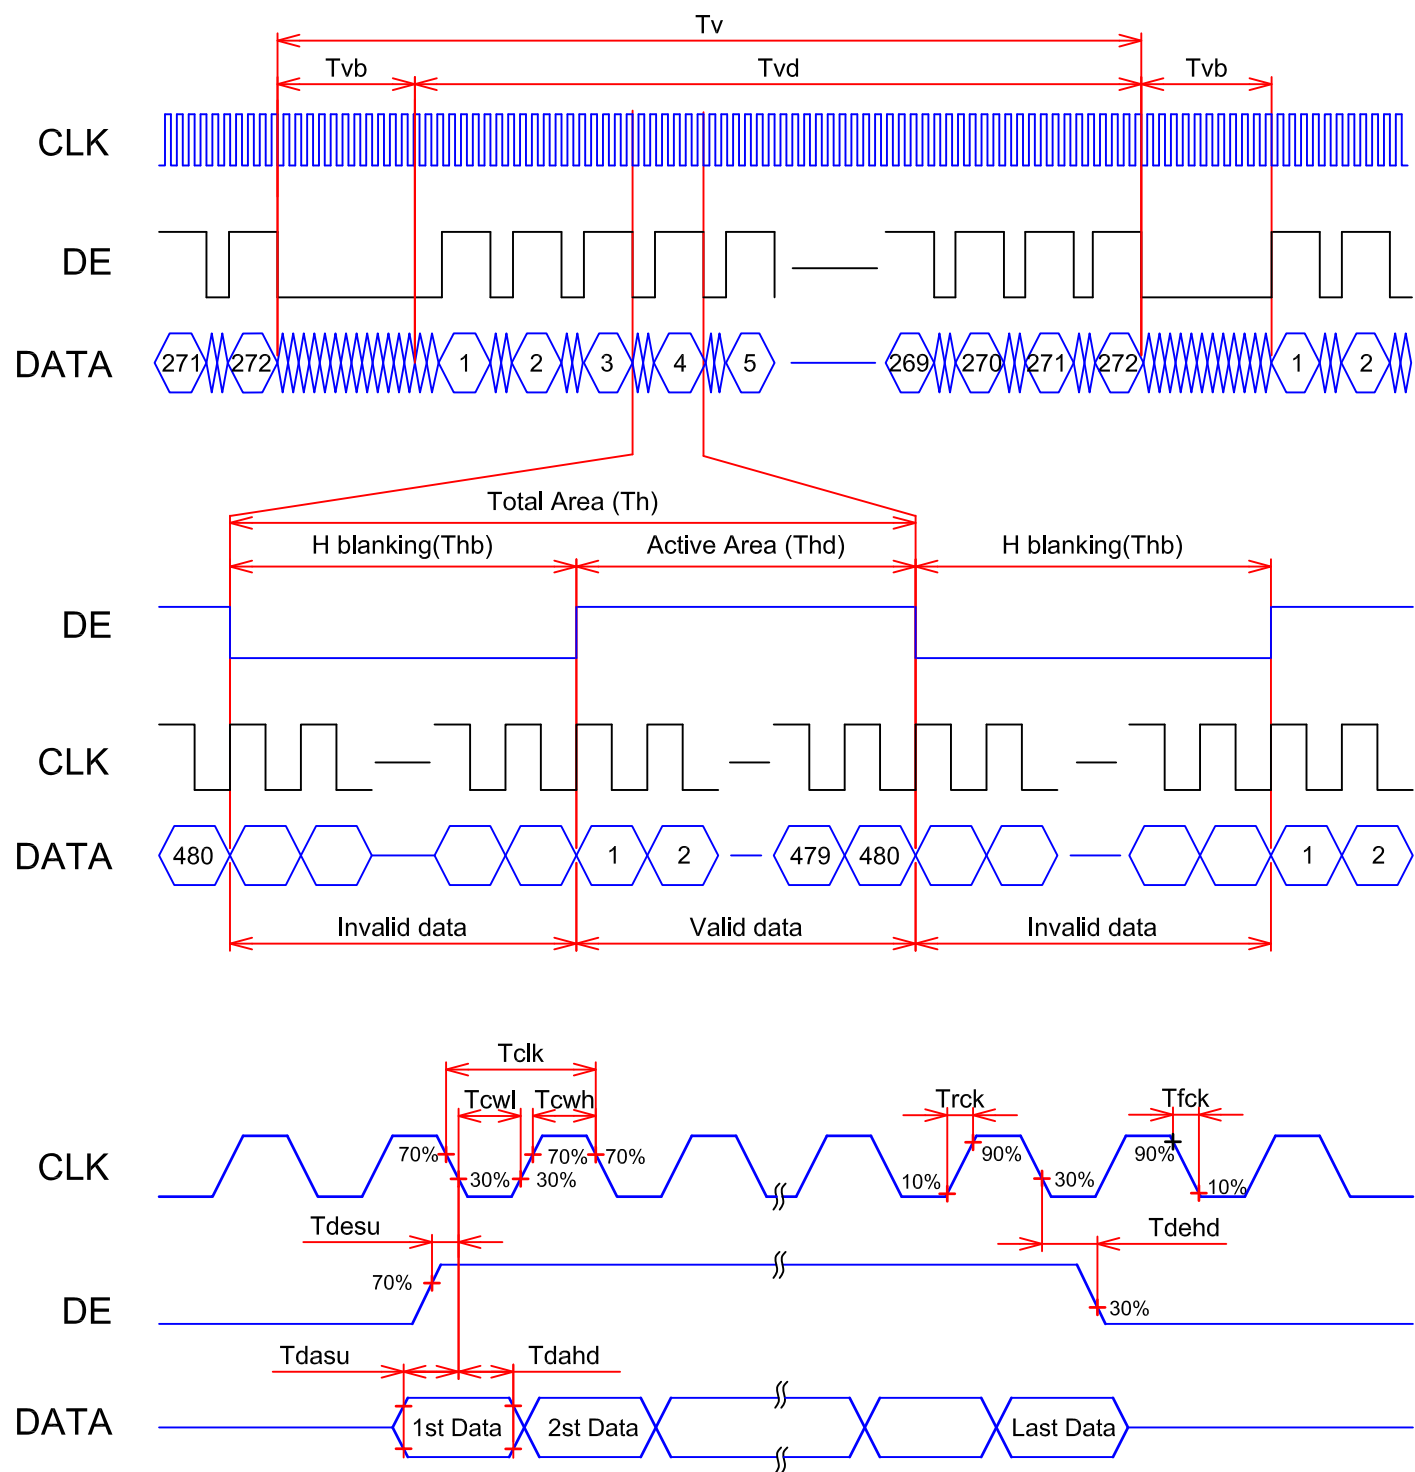 Tv
Tvb Tvd Tvb
CLK
DE
DATA 271 272 1 2 3 4 5 269 270 271 272 1 2
Total Area (Th)
H blanking(Thb) Active Area (Thd) H blanking(Thb)
DE
CLK
DATA 480 1 2 479 480 1 2
Invalid data Valid data Invalid data
Tclk
Tcwl Tcwh Trck Tfck
CLK 70% 30% 70% 30% 70% 10% 90% 30% 90% 10%
Tdesu Tdehd
DE 70% 30%
Tdasu Tdahd
DATA 1st Data 2st Data Last Data